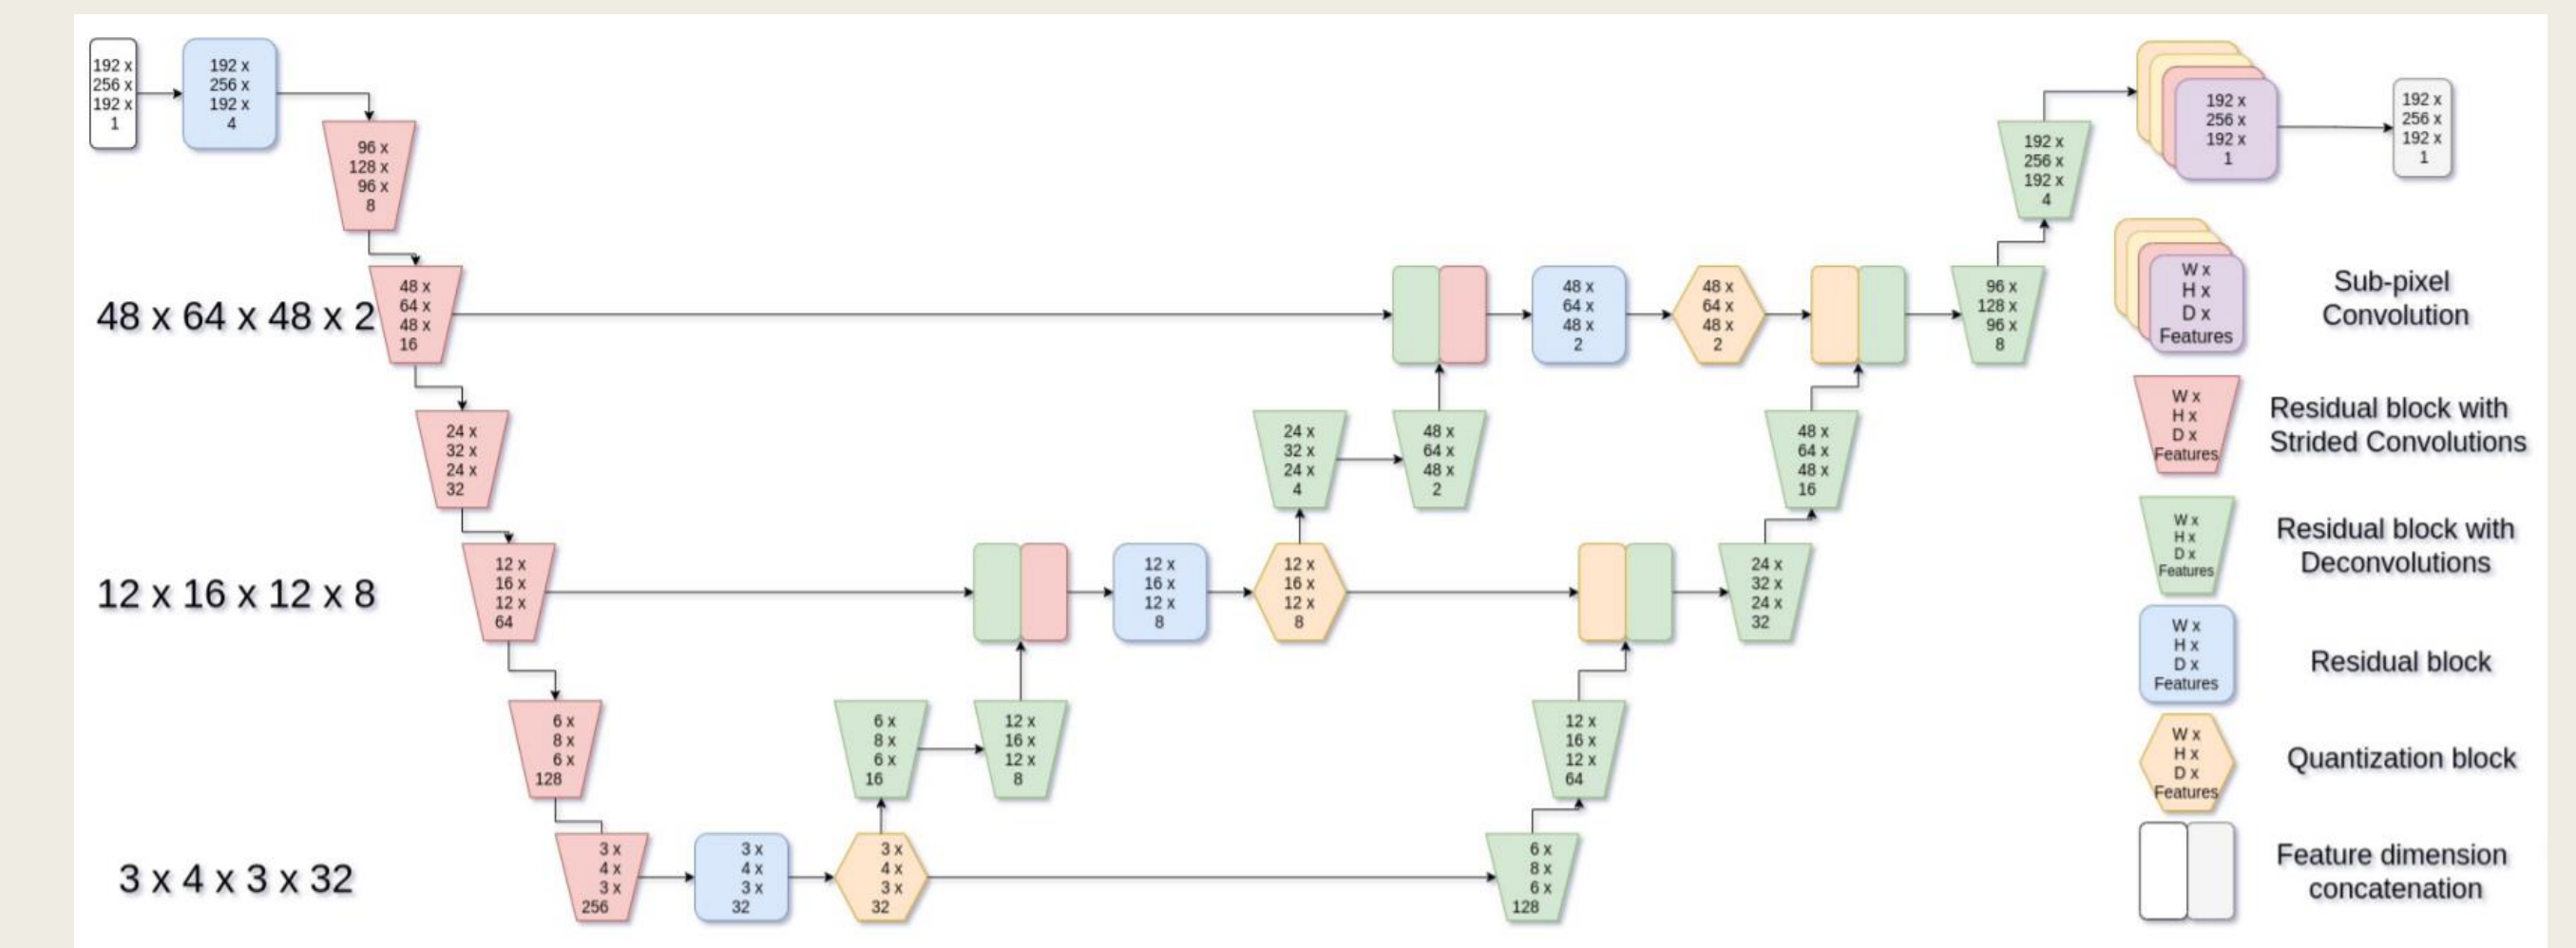 192 x
256 x
192 x
1
192 x
256 x
192 x
4
96 x
128 x
96 x
8
48 x 64 x 48 x 2
48 x
64 x
48 x
16
24 x
32 x
24 x
32
12 x 16 x 12 x 8
12 x
16 x
12 x
64
6 x
8 x
6 x
128
3 x 4 x 3 x 32
3 x
4 x
3 x
256
3 x
4 x
3 x
32
3 x
4 x
3 x
32
6 x
8 x
6 x
16
12 x
16 x
12 x
8
12 x
16 x
12 x
8
12 x
16 x
12 x
8
24 x
32 x
24 x
4
48 x
64 x
48 x
2
48 x
64 x
48 x
2
48 x
64 x
48 x
2
6 x
8 x
6 x
128
12 x
16 x
12 x
64
24 x
32 x
24 x
32
48 x
64 x
48 x
16
96 x
128 x
96 x
8
192 x
256 x
192 x
4
192 x
256 x
192 x
1
192 x
256 x
192 x
1
W x
H x
D x
Features
Sub-pixel
Convolution
W x
H x
D x
Features
Residual block with
Strided Convolutions
W x
H x
D x
Features
Residual block with
Deconvolutions
W x
H x
D x
Features
Residual block
W x
H x
D x
Features
Quantization block
Feature dimension
concatenation